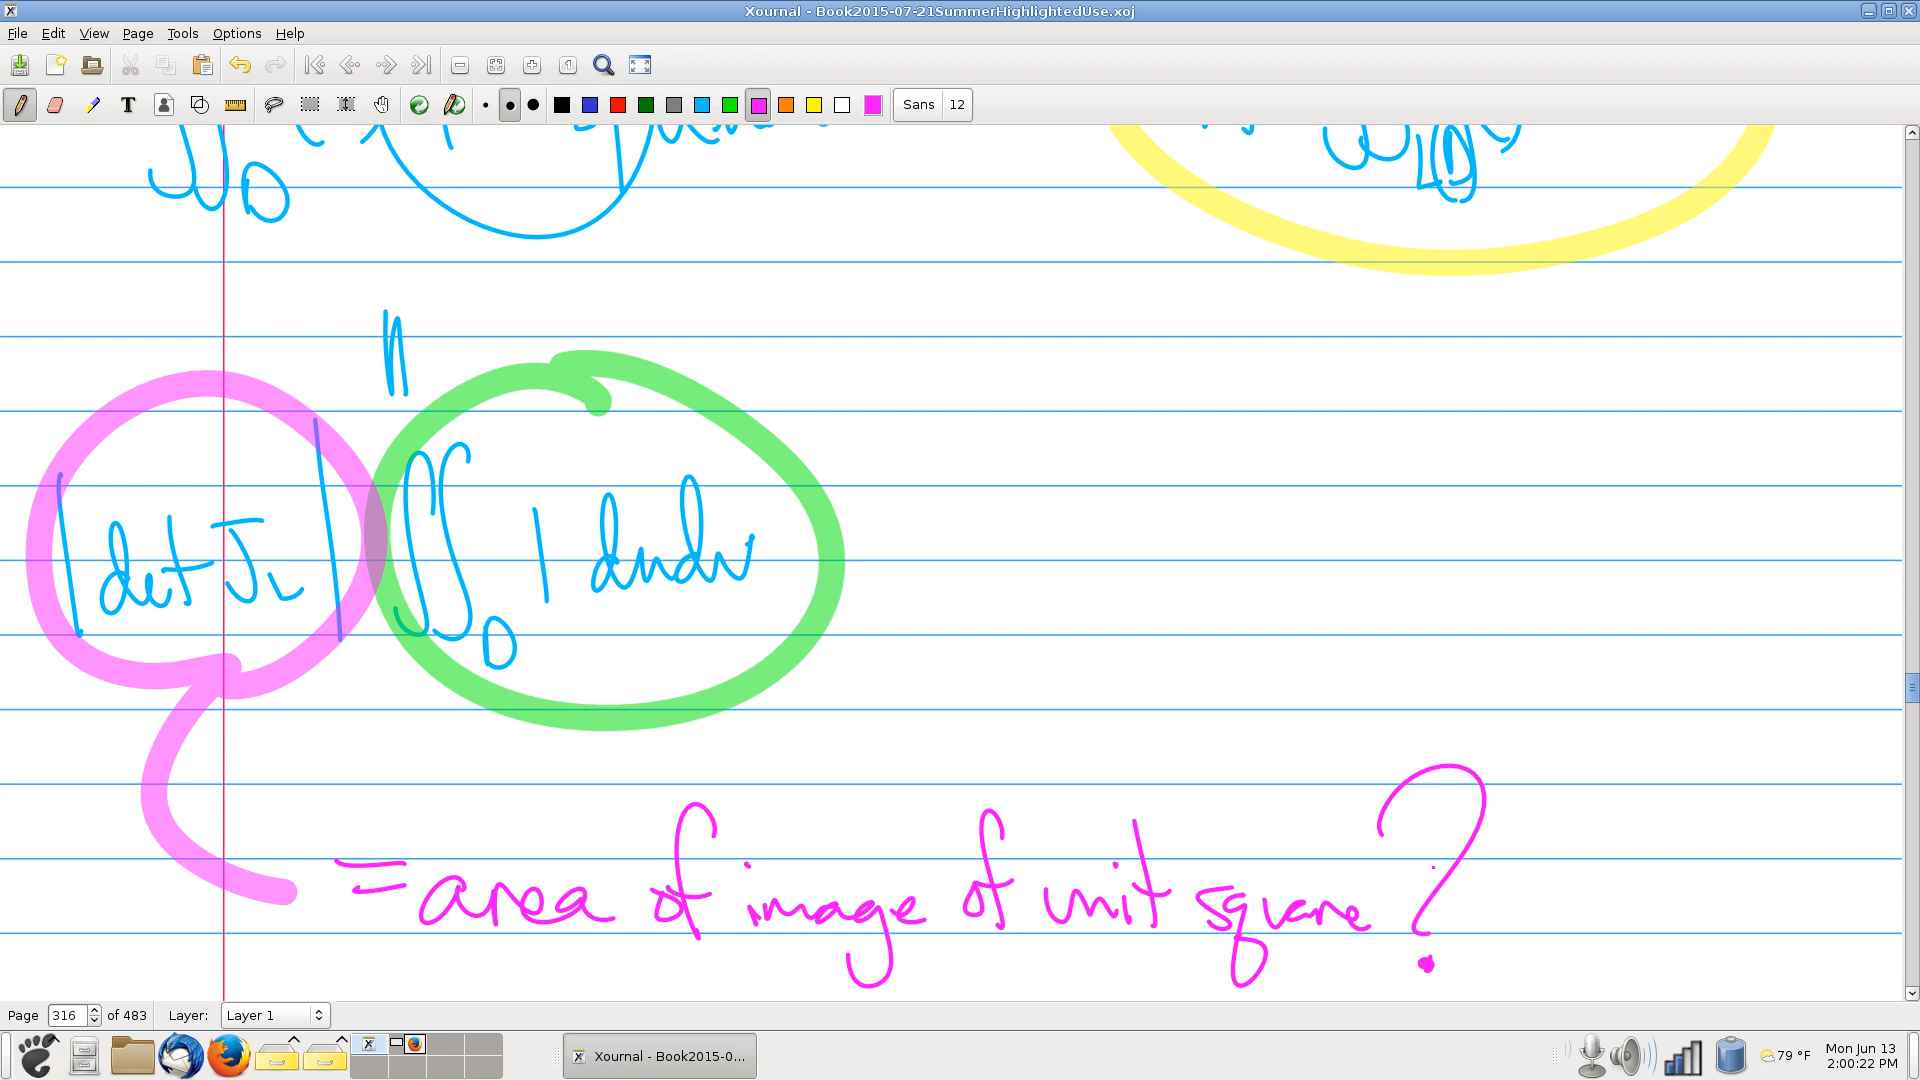 Xournal - Book2015-07-21SummerHighlightedUse.xoj
File Edit View Page Tools Options Help
Sans 12
∬_D
L(D)
||
|det J_L| ∬_D 1 dudv
= area of image of unit square?
Page 316 of 483 Layer: Layer 1
Xournal - Book2015-0...
79 °F
Mon Jun 13
2:00:22 PM